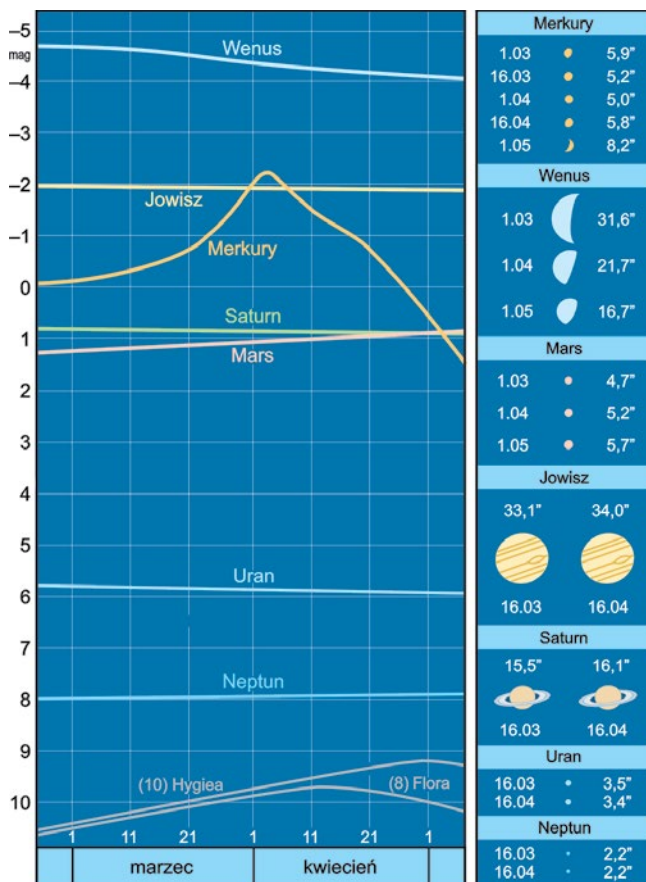 –5
mag
–4
–3
–2
–1
0
1
2
3
4
5
6
7
8
9
10
Wenus
Jowisz
Merkury
Saturn
Mars
Uran
Neptun
(10) Hygiea
(8) Flora
1 11 21 1 11 21 1
marzec kwiecień
Merkury
1.03 5,9”
16.03 5,2”
1.04 5,0”
16.04 5,8”
1.05 8,2”
Wenus
1.03 31,6”
1.04 21,7”
1.05 16,7”
Mars
1.03 4,7”
1.04 5,2”
1.05 5,7”
Jowisz
33,1” 34,0”
16.03 16.04
Saturn
15,5” 16,1”
16.03 16.04
Uran
16.03 3,5”
16.04 3,4”
Neptun
16.03 2,2”
16.04 2,2”